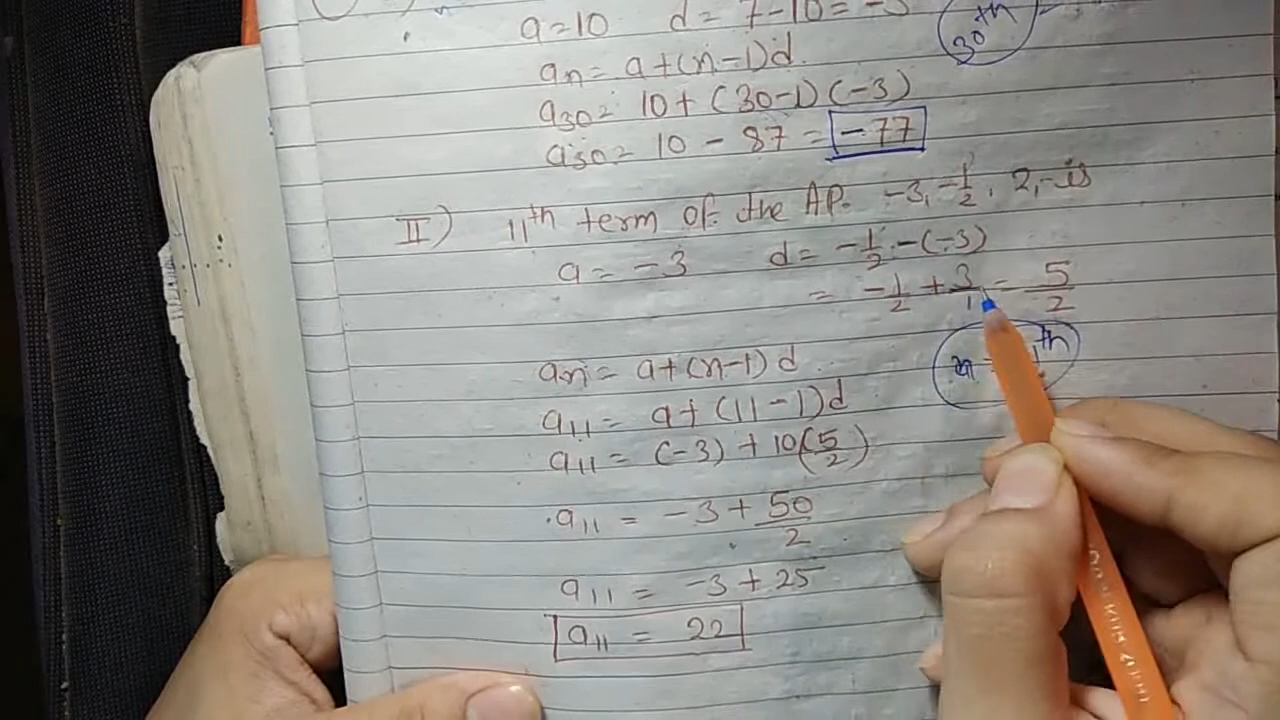 a=10 d= 7-10= -3
30th
an= a+(n-1)d.
a30= 10+(30-1)(-3)
a30= 10 - 87 = -77
II) 11th term of the AP. -3, -1/2, 2,- is
a= -3 d= -1/2 -(-3)
= -1/2 + 3/1 = 5/2
an= a+(n-1)d
a11= a+(11-1)d
a11= (-3)+10(5/2)
a11 = -3+ 50/2
a11 = -3+25
a11 = 22